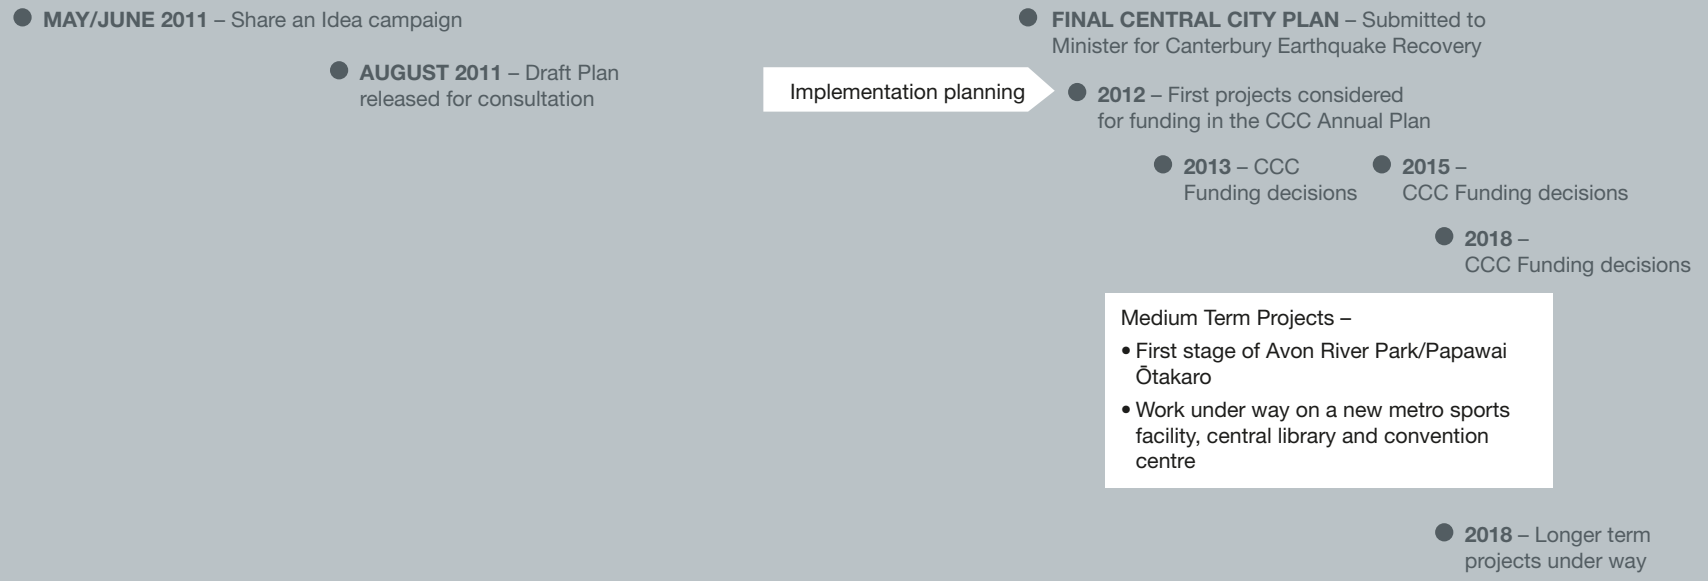 MAY/JUNE 2011 – Share an Idea campaign
AUGUST 2011 – Draft Plan
released for consultation
Implementation planning
FINAL CENTRAL CITY PLAN – Submitted to
Minister for Canterbury Earthquake Recovery
2012 – First projects considered
for funding in the CCC Annual Plan
2013 – CCC
Funding decisions
2015 –
CCC Funding decisions
2018 –
CCC Funding decisions
Medium Term Projects –
• First stage of Avon River Park/Papawai
Ōtakaro
• Work under way on a new metro sports
facility, central library and convention
centre
2018 – Longer term
projects under way